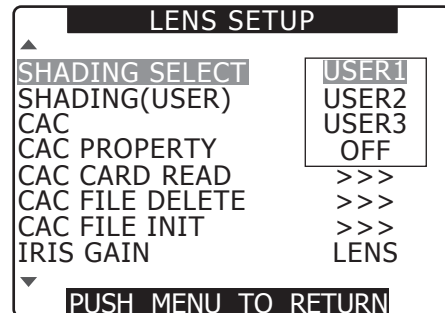 LENS SETUP
SHADING SELECT USER1
SHADING(USER) USER2
CAC USER3
CAC PROPERTY OFF
CAC CARD READ >>>
CAC FILE DELETE >>>
CAC FILE INIT >>>
IRIS GAIN LENS
PUSH MENU TO RETURN